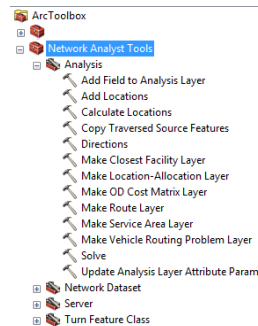 ArcToolbox
Network Analyst Tools
Analysis
Add Field to Analysis Layer
Add Locations
Calculate Locations
Copy Traversed Source Features
Directions
Make Closest Facility Layer
Make Location-Allocation Layer
Make OD Cost Matrix Layer
Make Route Layer
Make Service Area Layer
Make Vehicle Routing Problem Layer
Solve
Update Analysis Layer Attribute Param
Network Dataset
Server
Turn Feature Class